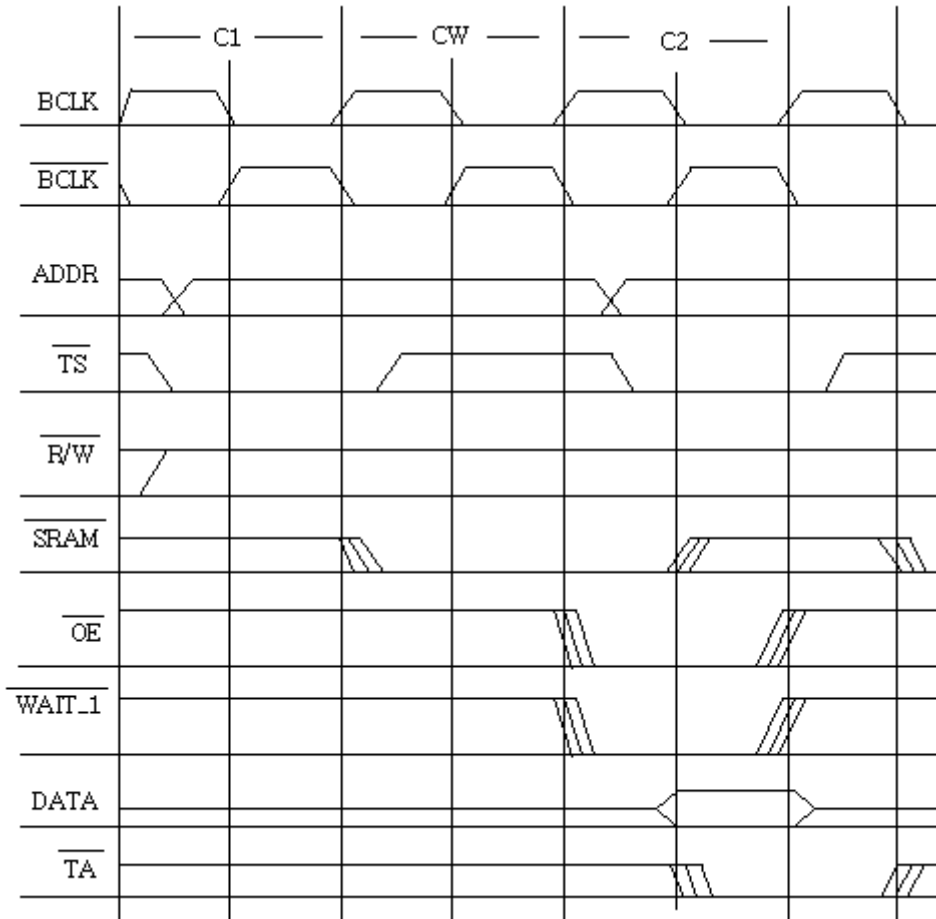 C1 CW C2
BCLK
BCLK
ADDR
TS
R/W
SRAM
OE
WAIT_1
DATA
TA